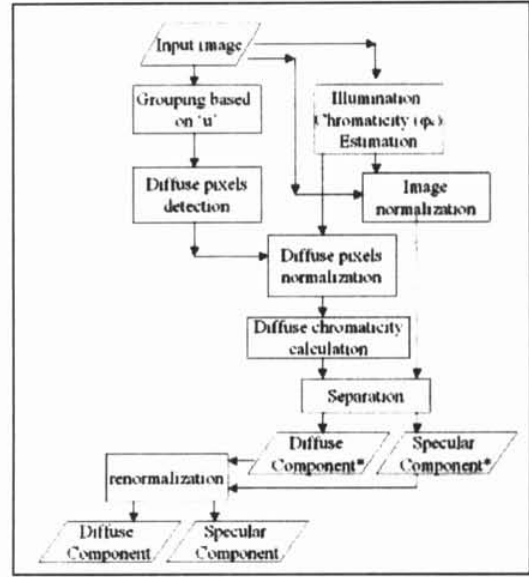 Input image
Grouping based
on 'u'
Illumination
Chromaticity (φc)
Estimation
Diffuse pixels
detection
Image
normalization
Diffuse pixels
normalization
Diffuse chromaticity
calculation
Separation
Diffuse
Component*
Specular
Component*
renormalization
Diffuse
Component
Specular
Component